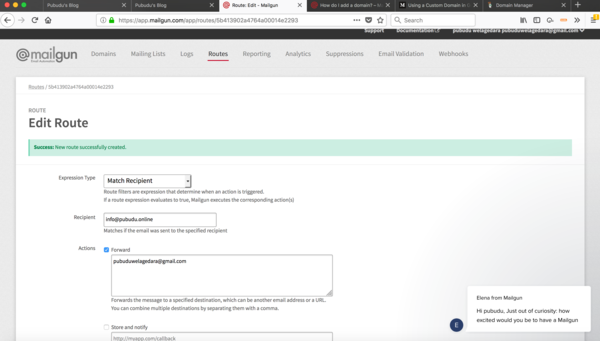 Pubudu's Blog
Pubudu's Blog
Route: Edit - Mailgun
How do I add a domain? – M
Using a Custom Domain in
Domain Manager
https://app.mailgun.com/app/routes/5b413902a4764a00014e2293
80%
Search
Support
Documentation
pubudu welagedara pubuduwelagedara@gmail.com
mailgun
Domains
Mailing Lists
Logs
Routes
Reporting
Analytics
Suppressions
Email Validation
Webhooks
Routes / 5b413902a4764a00014e2293
ROUTE
Edit Route
Success: New route successfully created.
Expression Type
Match Recipient
Route filters are expression that determine when an action is triggered.
If a route expression evaluates to true, Mailgun executes the corresponding action(s)
Recipient
info@pubudu.online
Matches if the email was sent to the specified recipient
Actions
Forward
pubuduwelagedara@gmail.com
Forwards the message to a specified destination, which can be another email address or a URL.
You can combine multiple destinations by separating them with a comma.
Store and notify
http://myapp.com/callback
E
Elena from Mailgun
Hi pubudu, Just out of curiosity: how
excited would you be to have a Mailgun